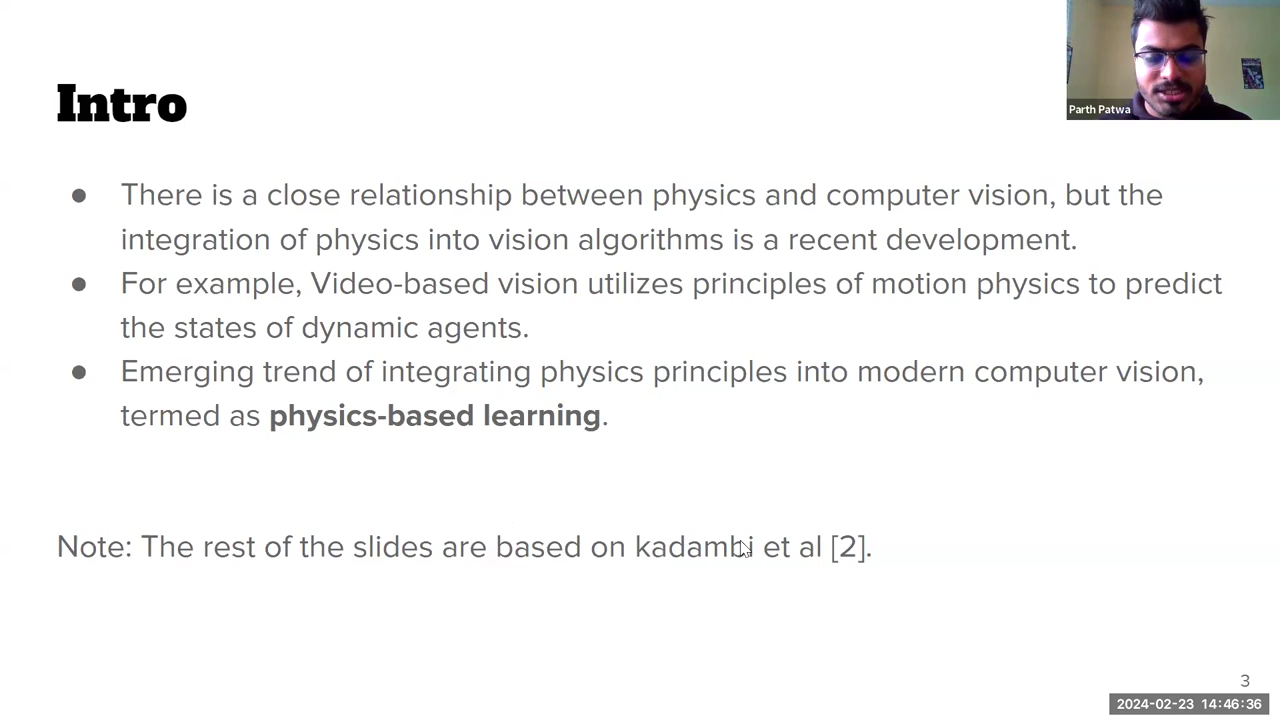 Intro
Parth Patwa
● There is a close relationship between physics and computer vision, but the
integration of physics into vision algorithms is a recent development.
● For example, Video-based vision utilizes principles of motion physics to predict
the states of dynamic agents.
● Emerging trend of integrating physics principles into modern computer vision,
termed as physics-based learning.
Note: The rest of the slides are based on kadambi et al [2].
3
2024-02-23 14:46:36